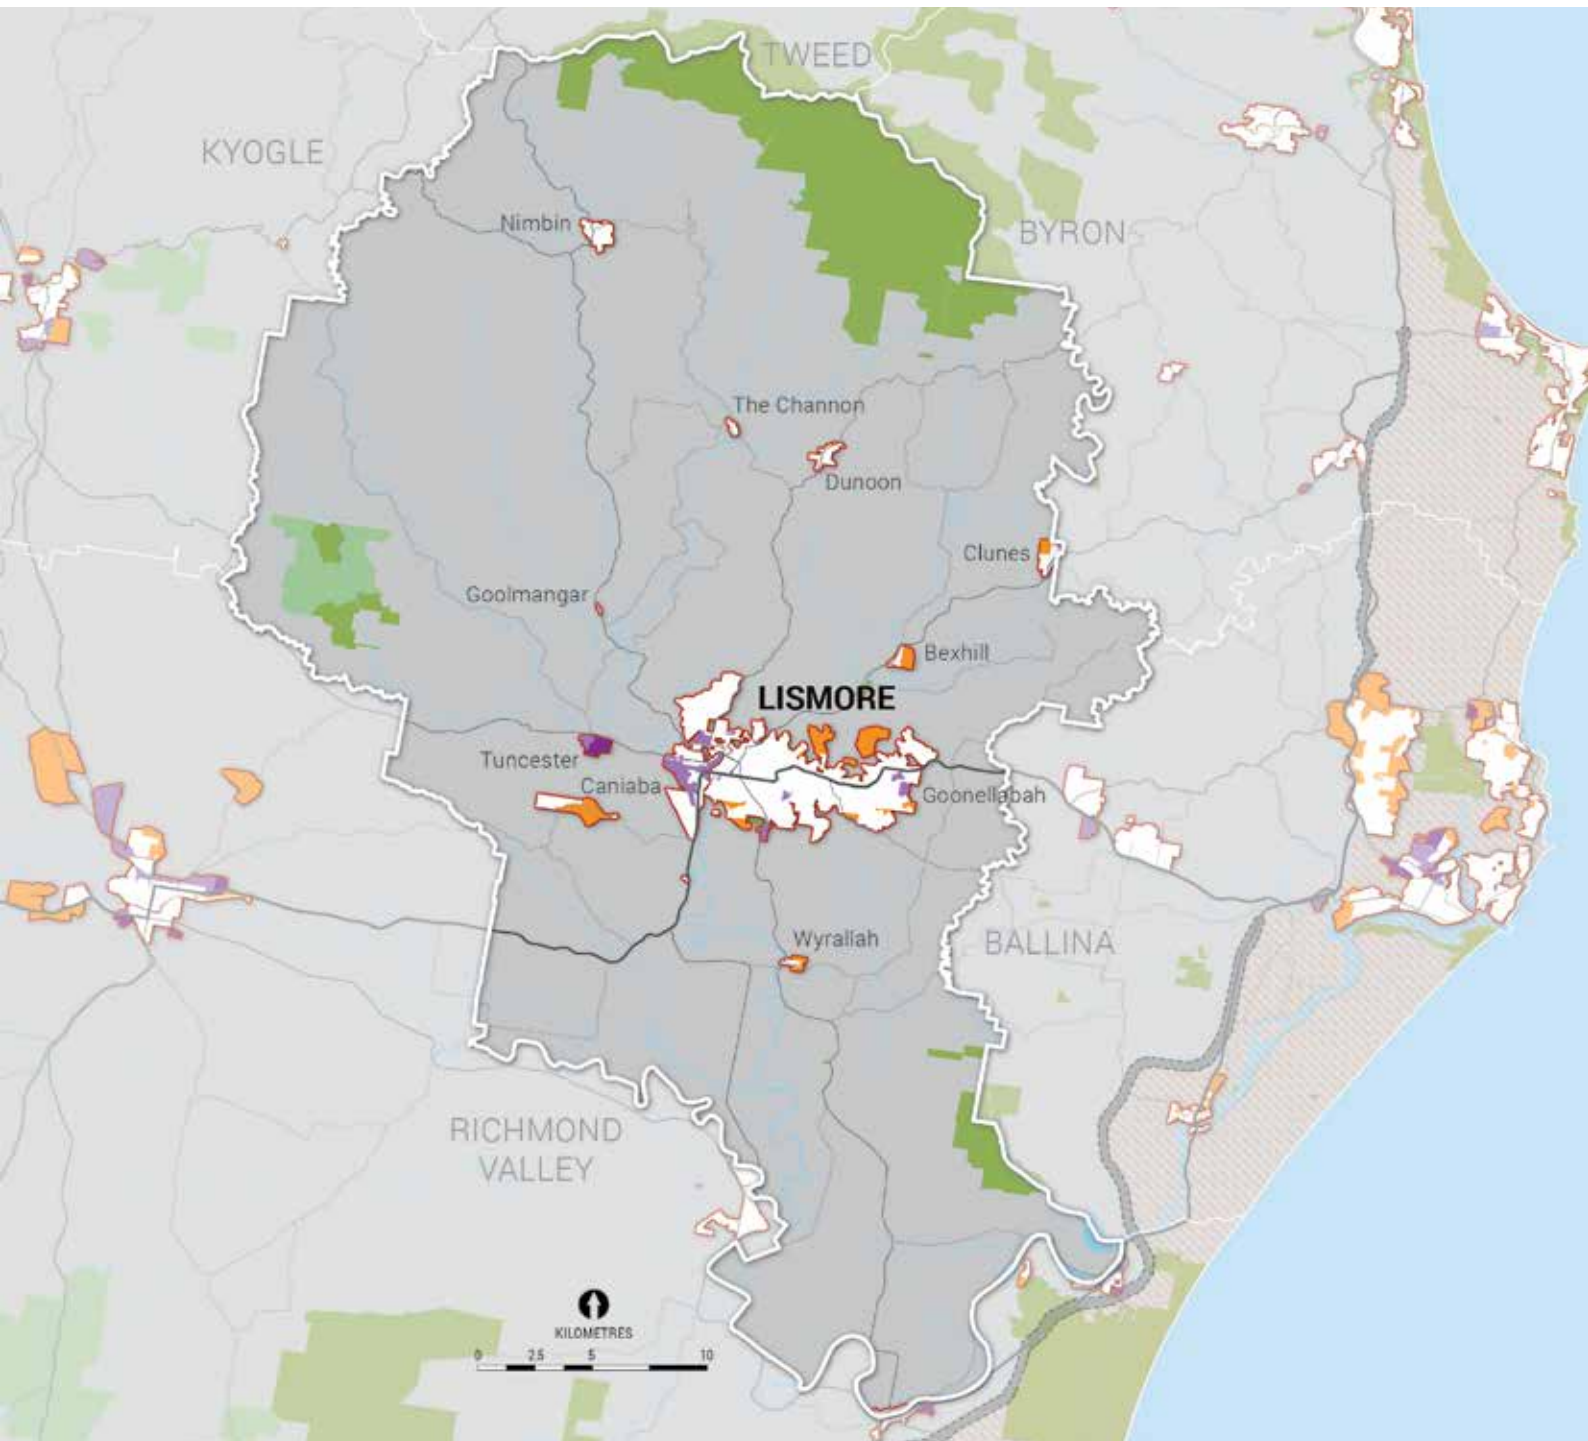 TWEED
KYOGLE
Nimbin
BYRON
The Channon
Dunoon
Clunes
Goolmangar
Bexhill
LISMORE
Tuncester
Caniaba
Goonellabah
Wyrallah
BALLINA
RICHMOND
VALLEY
KILOMETRES
0 2.5 5 10